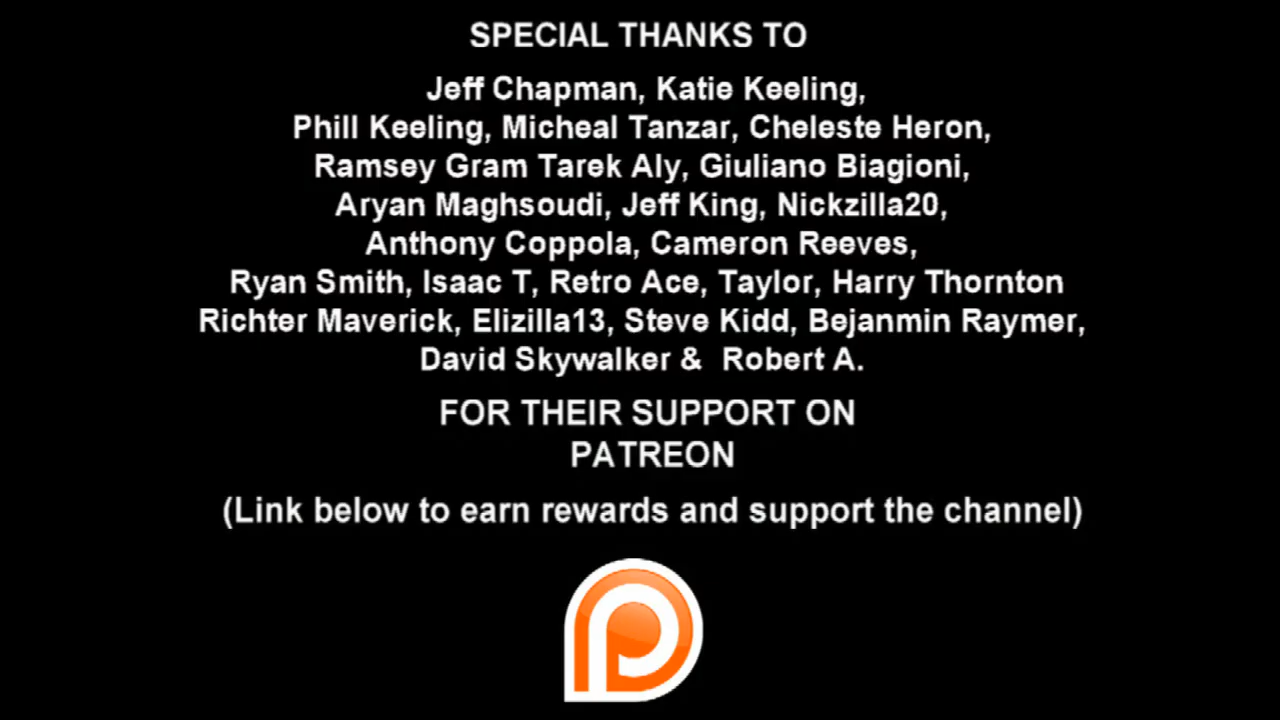 SPECIAL THANKS TO
Jeff Chapman, Katie Keeling,
Phill Keeling, Micheal Tanzar, Cheleste Heron,
Ramsey Gram Tarek Aly, Giuliano Biagioni,
Aryan Maghsoudi, Jeff King, Nickzilla20,
Anthony Coppola, Cameron Reeves,
Ryan Smith, Isaac T, Retro Ace, Taylor, Harry Thornton
Richter Maverick, Elizilla13, Steve Kidd, Bejanmin Raymer,
David Skywalker &  Robert A.
FOR THEIR SUPPORT ON
PATREON
(Link below to earn rewards and support the channel)